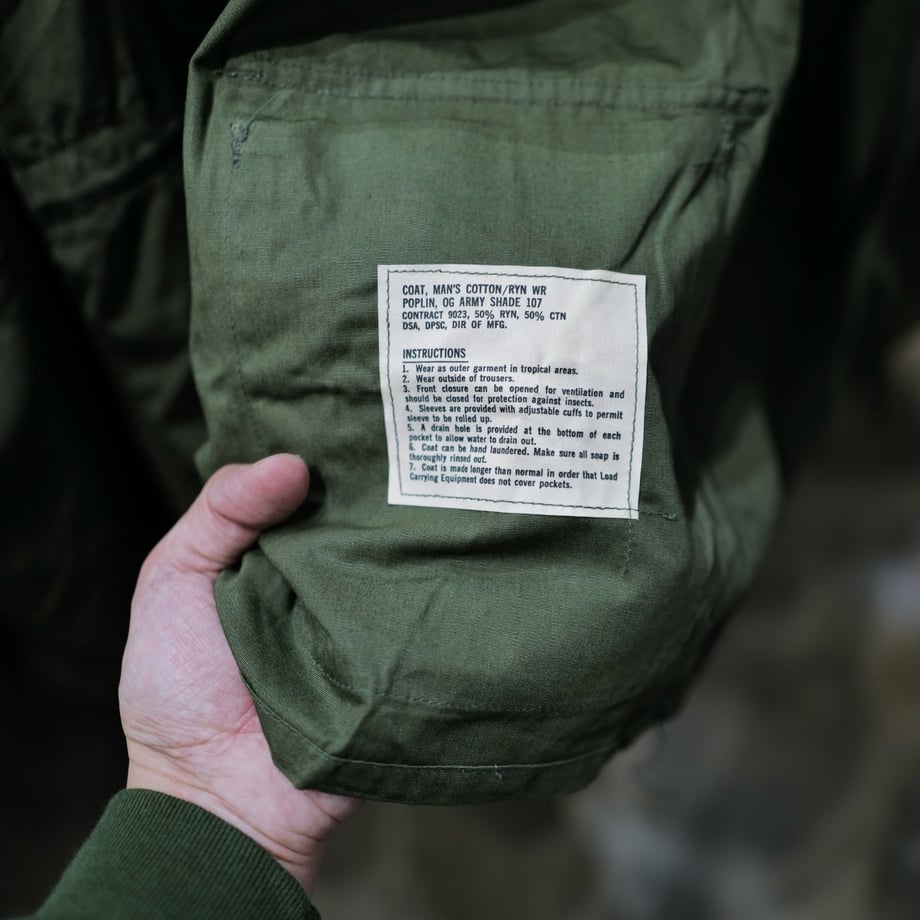 COAT, MAN'S COTTON/RYN WR
POPLIN, OG ARMY SHADE 107
CONTRACT 9023, 50% RYN, 50% CTN
DSA, DPSC, DIR OF MFG.
INSTRUCTIONS
1. Wear as outer garment in tropical areas.
2. Wear outside of trousers.
3. Front closure can be opened for ventilation and
should be closed for protection against insects.
4. Sleeves are provided with adjustable cuffs to permit
sleeve to be rolled up.
5. A drain hole is provided at the bottom of each
pocket to allow water to drain out.
6. Coat can be hand laundered. Make sure all soap is
thoroughly rinsed out.
7. Coat is made longer than normal in order that Load
Carrying Equipment does not cover pockets.